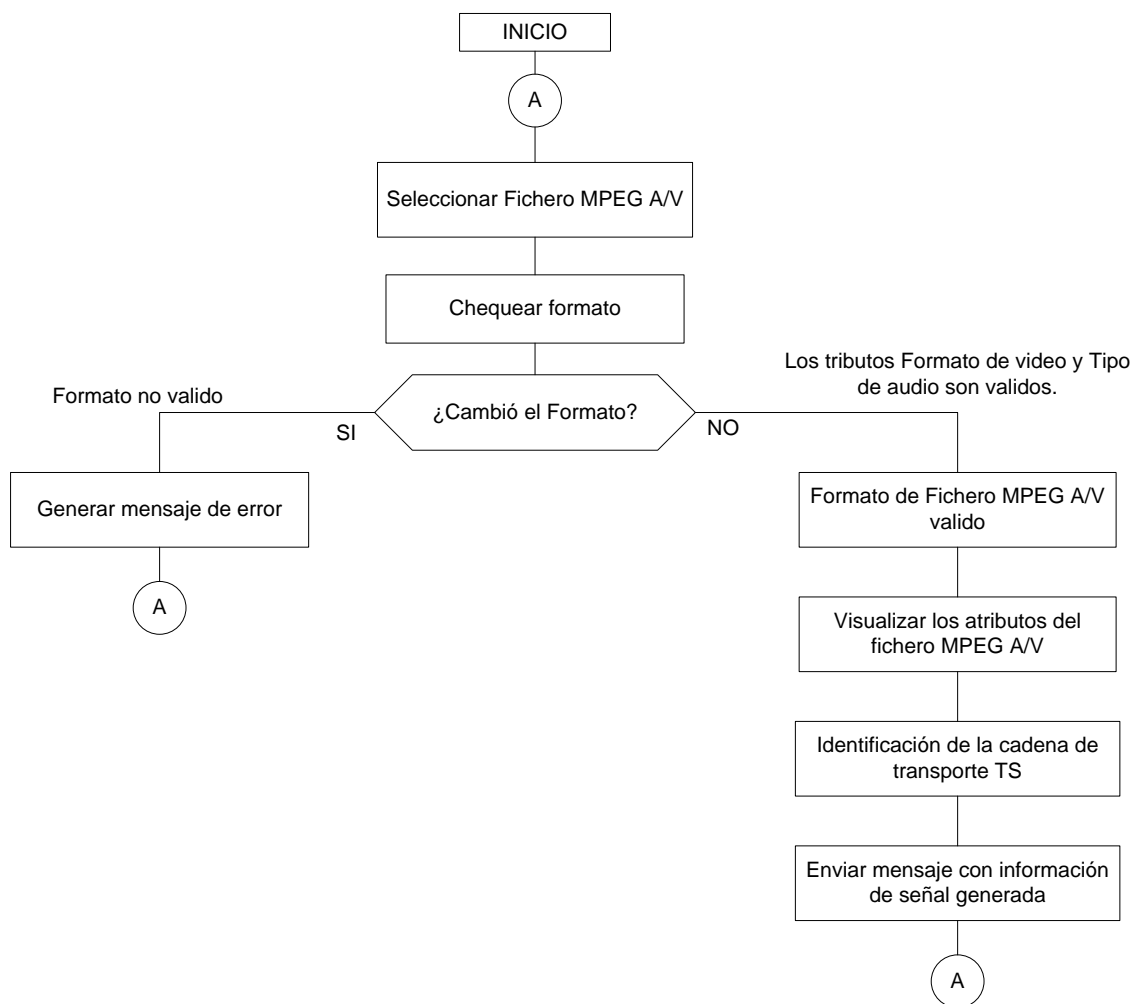 INICIO
A
Seleccionar Fichero MPEG A/V
Chequear formato
¿Cambió el Formato?
Formato no valido
SI
Generar mensaje de error
A
Los tributos Formato de video y Tipo
de audio son validos.
NO
Formato de Fichero MPEG A/V
valido
Visualizar los atributos del
fichero MPEG A/V
Identificación de la cadena de
transporte TS
Enviar mensaje con información
de señal generada
A